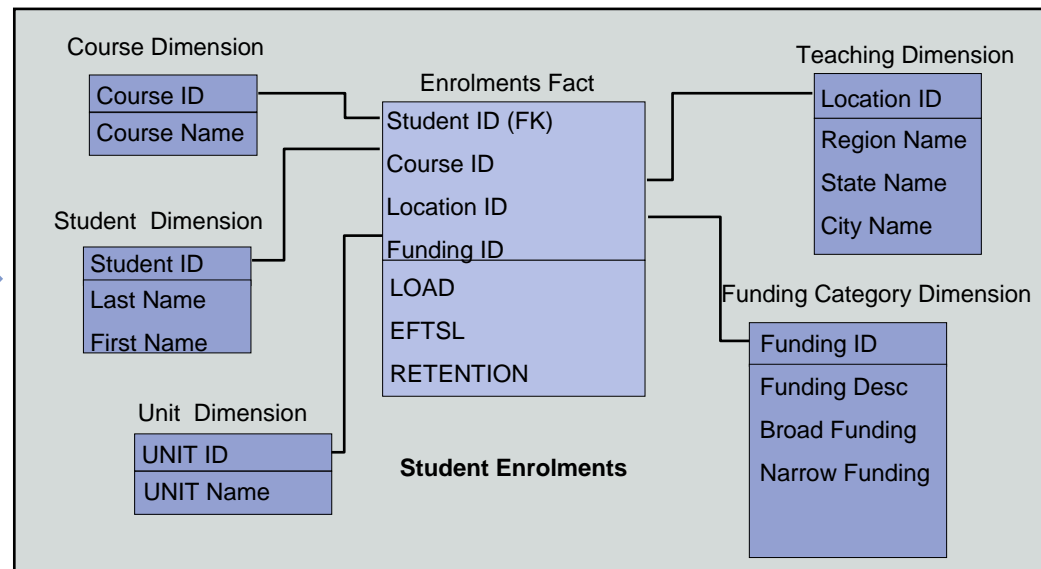 Course Dimension
Course ID
Course Name
Student Dimension
Student ID
Last Name
First Name
Unit Dimension
UNIT ID
UNIT Name
Enrolments Fact
Student ID (FK)
Course ID
Location ID
Funding ID
LOAD
EFTSL
RETENTION
Student Enrolments
Teaching Dimension
Location ID
Region Name
State Name
City Name
Funding Category Dimension
Funding ID
Funding Desc
Broad Funding
Narrow Funding